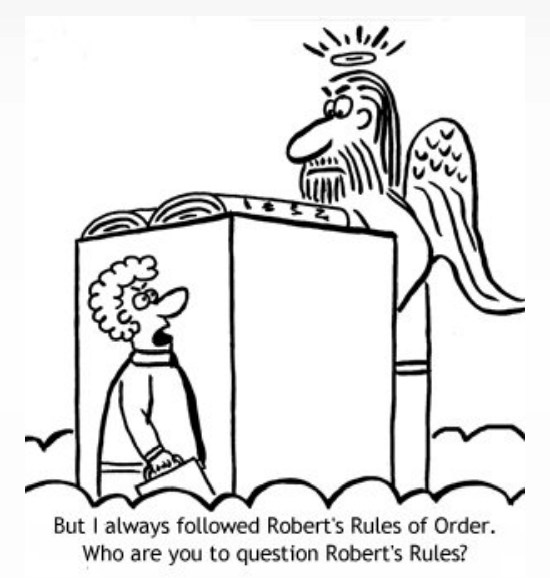 But I always followed Robert's Rules of Order.
Who are you to question Robert's Rules?